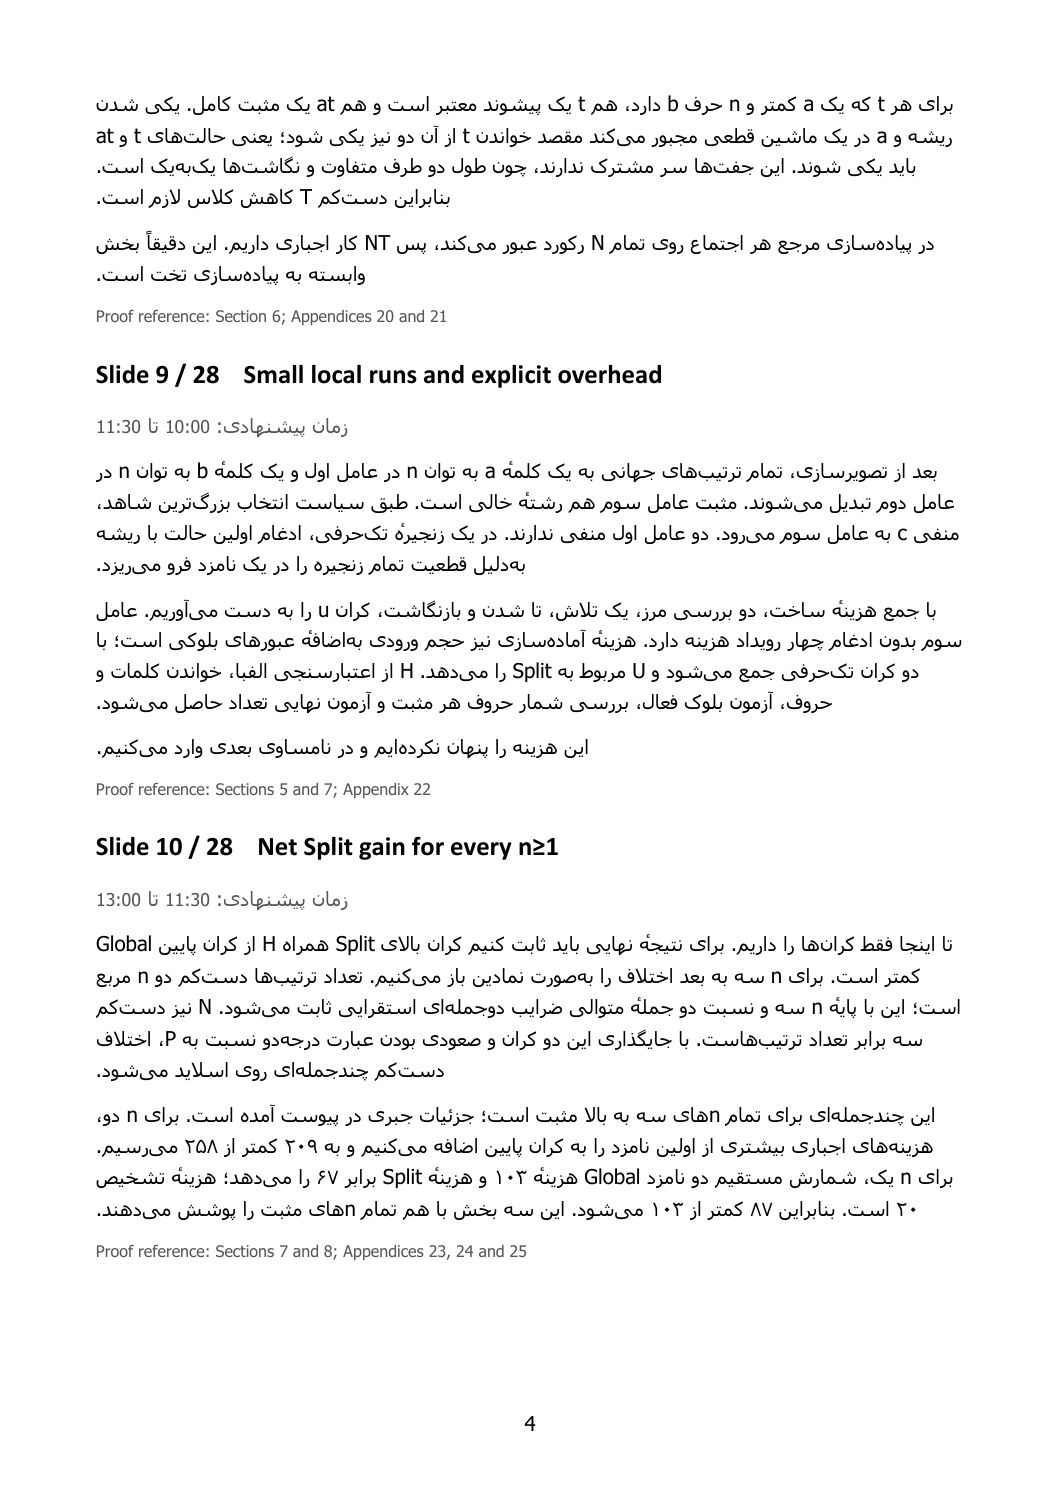 برای هر t که یک a کمتر و n حرف b دارد، هم t یک پیشوند معتبر است و هم at یک مثبت کامل. یکی شدن
ریشه و a در یک ماشین قطعی مجبور می‌کند مقصد خواندن t از آن دو نیز یکی شود؛ یعنی حالت‌های t و at
باید یکی شوند. این جفت‌ها سر مشترک ندارند، چون طول دو طرف متفاوت و نگاشت‌ها یک‌به‌یک است.
بنابراین دست‌کم T کاهش کلاس لازم است.
در پیاده‌سازی مرجع هر اجتماع روی تمام N رکورد عبور می‌کند، پس NT کار اجباری داریم. این دقیقاً بخش
وابسته به پیاده‌سازی تخت است.
Proof reference: Section 6; Appendices 20 and 21
Slide 9 / 28    Small local runs and explicit overhead
زمان پیشنهادی: 10:00 تا 11:30
بعد از تصویرسازی، تمام ترتیب‌های جهانی به یک کلمهٔ a به توان n در عامل اول و یک کلمهٔ b به توان n در
عامل دوم تبدیل می‌شوند. مثبت عامل سوم هم رشتهٔ خالی است. طبق سیاست انتخاب بزرگ‌ترین شاهد،
منفی c به عامل سوم می‌رود. دو عامل اول منفی ندارند. در یک زنجیرهٔ تک‌حرفی، ادغام اولین حالت با ریشه
به‌دلیل قطعیت تمام زنجیره را در یک نامزد فرو می‌ریزد.
با جمع هزینهٔ ساخت، دو بررسی مرز، یک تلاش، تا شدن و بازنگاشت، کران u را به دست می‌آوریم. عامل
سوم بدون ادغام چهار رویداد هزینه دارد. هزینهٔ آماده‌سازی نیز حجم ورودی به‌اضافهٔ عبورهای بلوکی است؛ با
دو کران تک‌حرفی جمع می‌شود و U مربوط به Split را می‌دهد. H از اعتبارسنجی الفبا، خواندن کلمات و
حروف، آزمون بلوک فعال، بررسی شمار حروف هر مثبت و آزمون نهایی تعداد حاصل می‌شود.
این هزینه را پنهان نکرده‌ایم و در نامساوی بعدی وارد می‌کنیم.
Proof reference: Sections 5 and 7; Appendix 22
Slide 10 / 28    Net Split gain for every n≥1
زمان پیشنهادی: 11:30 تا 13:00
تا اینجا فقط کران‌ها را داریم. برای نتیجهٔ نهایی باید ثابت کنیم کران بالای Split همراه H از کران پایین Global
کمتر است. برای n سه به بعد اختلاف را به‌صورت نمادین باز می‌کنیم. تعداد ترتیب‌ها دست‌کم دو n مربع
است؛ این با پایهٔ n سه و نسبت دو جملهٔ متوالی ضرایب دوجمله‌ای استقرایی ثابت می‌شود. N نیز دست‌کم
سه برابر تعداد ترتیب‌هاست. با جایگذاری این دو کران و صعودی بودن عبارت درجه‌دو نسبت به P، اختلاف
دست‌کم چندجمله‌ای روی اسلاید می‌شود.
این چندجمله‌ای برای تمام nهای سه به بالا مثبت است؛ جزئیات جبری در پیوست آمده است. برای n دو،
هزینه‌های اجباری بیشتری از اولین نامزد را به کران پایین اضافه می‌کنیم و به ۲۰۹ کمتر از ۲۵۸ می‌رسیم.
برای n یک، شمارش مستقیم دو نامزد Global هزینهٔ ۱۰۳ و هزینهٔ Split برابر ۶۷ را می‌دهد؛ هزینهٔ تشخیص
۲۰ است. بنابراین ۸۷ کمتر از ۱۰۳ می‌شود. این سه بخش با هم تمام nهای مثبت را پوشش می‌دهند.
Proof reference: Sections 7 and 8; Appendices 23, 24 and 25
4